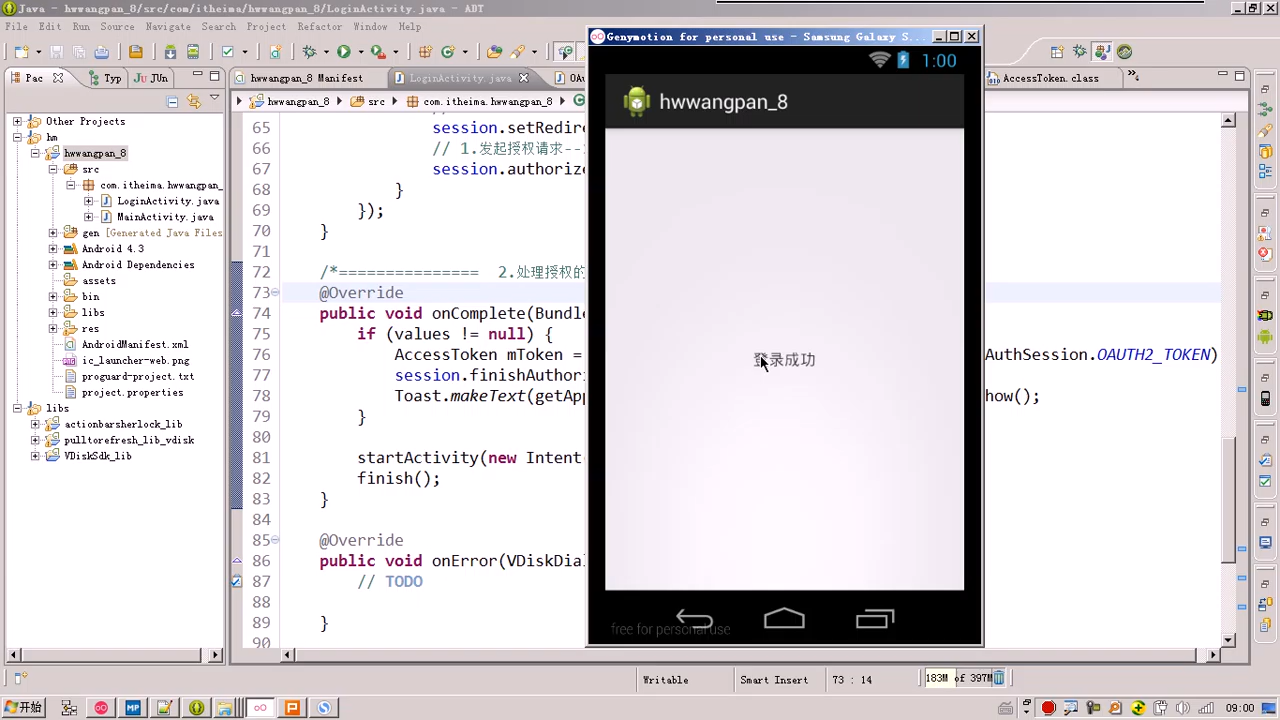 Java - hwwangpan_8/src/com/itheima/hwwangpan_8/LoginActivity.java - ADT
File Edit Run Source Navigate Search Project Refactor Window Help
Pac Typ JUn
hwwangpan_8 Manifest LoginActivity.java AccessToken.class
hwwangpan_8 src com.itheima.hwwangpan_8
Other Projects
hm
hwwangpan_8
src
com.itheima.hwwangpan_
LoginActivity.java
MainActivity.java
gen [Generated Java Files
Android 4.3
Android Dependencies
assets
bin
libs
res
AndroidManifest.xml
ic_launcher-web.png
proguard-project.txt
project.properties
libs
actionbarsherlock_lib
pulltorefresh_lib_vdisk
VDiskSdk_lib
65 session.setRedire
66 // 1.发起授权请求--
67 session.authorize
68 }
69 });
70 }
71
72 /*=============== 2.处理授权的
73 @Override
74 public void onComplete(Bundle
75 if (values != null) {
76 AccessToken mToken = AuthSession.OAUTH2_TOKEN)
77 session.finishAuthor
78 Toast.makeText(getApp how();
79 }
80
81 startActivity(new Intent(
82 finish();
83 }
84
85 @Override
86 public void onError(VDiskDia
87 // TODO
88
89 }
90
Genymotion for personal use - Samsung Galaxy S...
1:00
hwwangpan_8
登录成功
free for personal use
Writable Smart Insert 73 : 14 183M of 397M
开始 MP 09:00